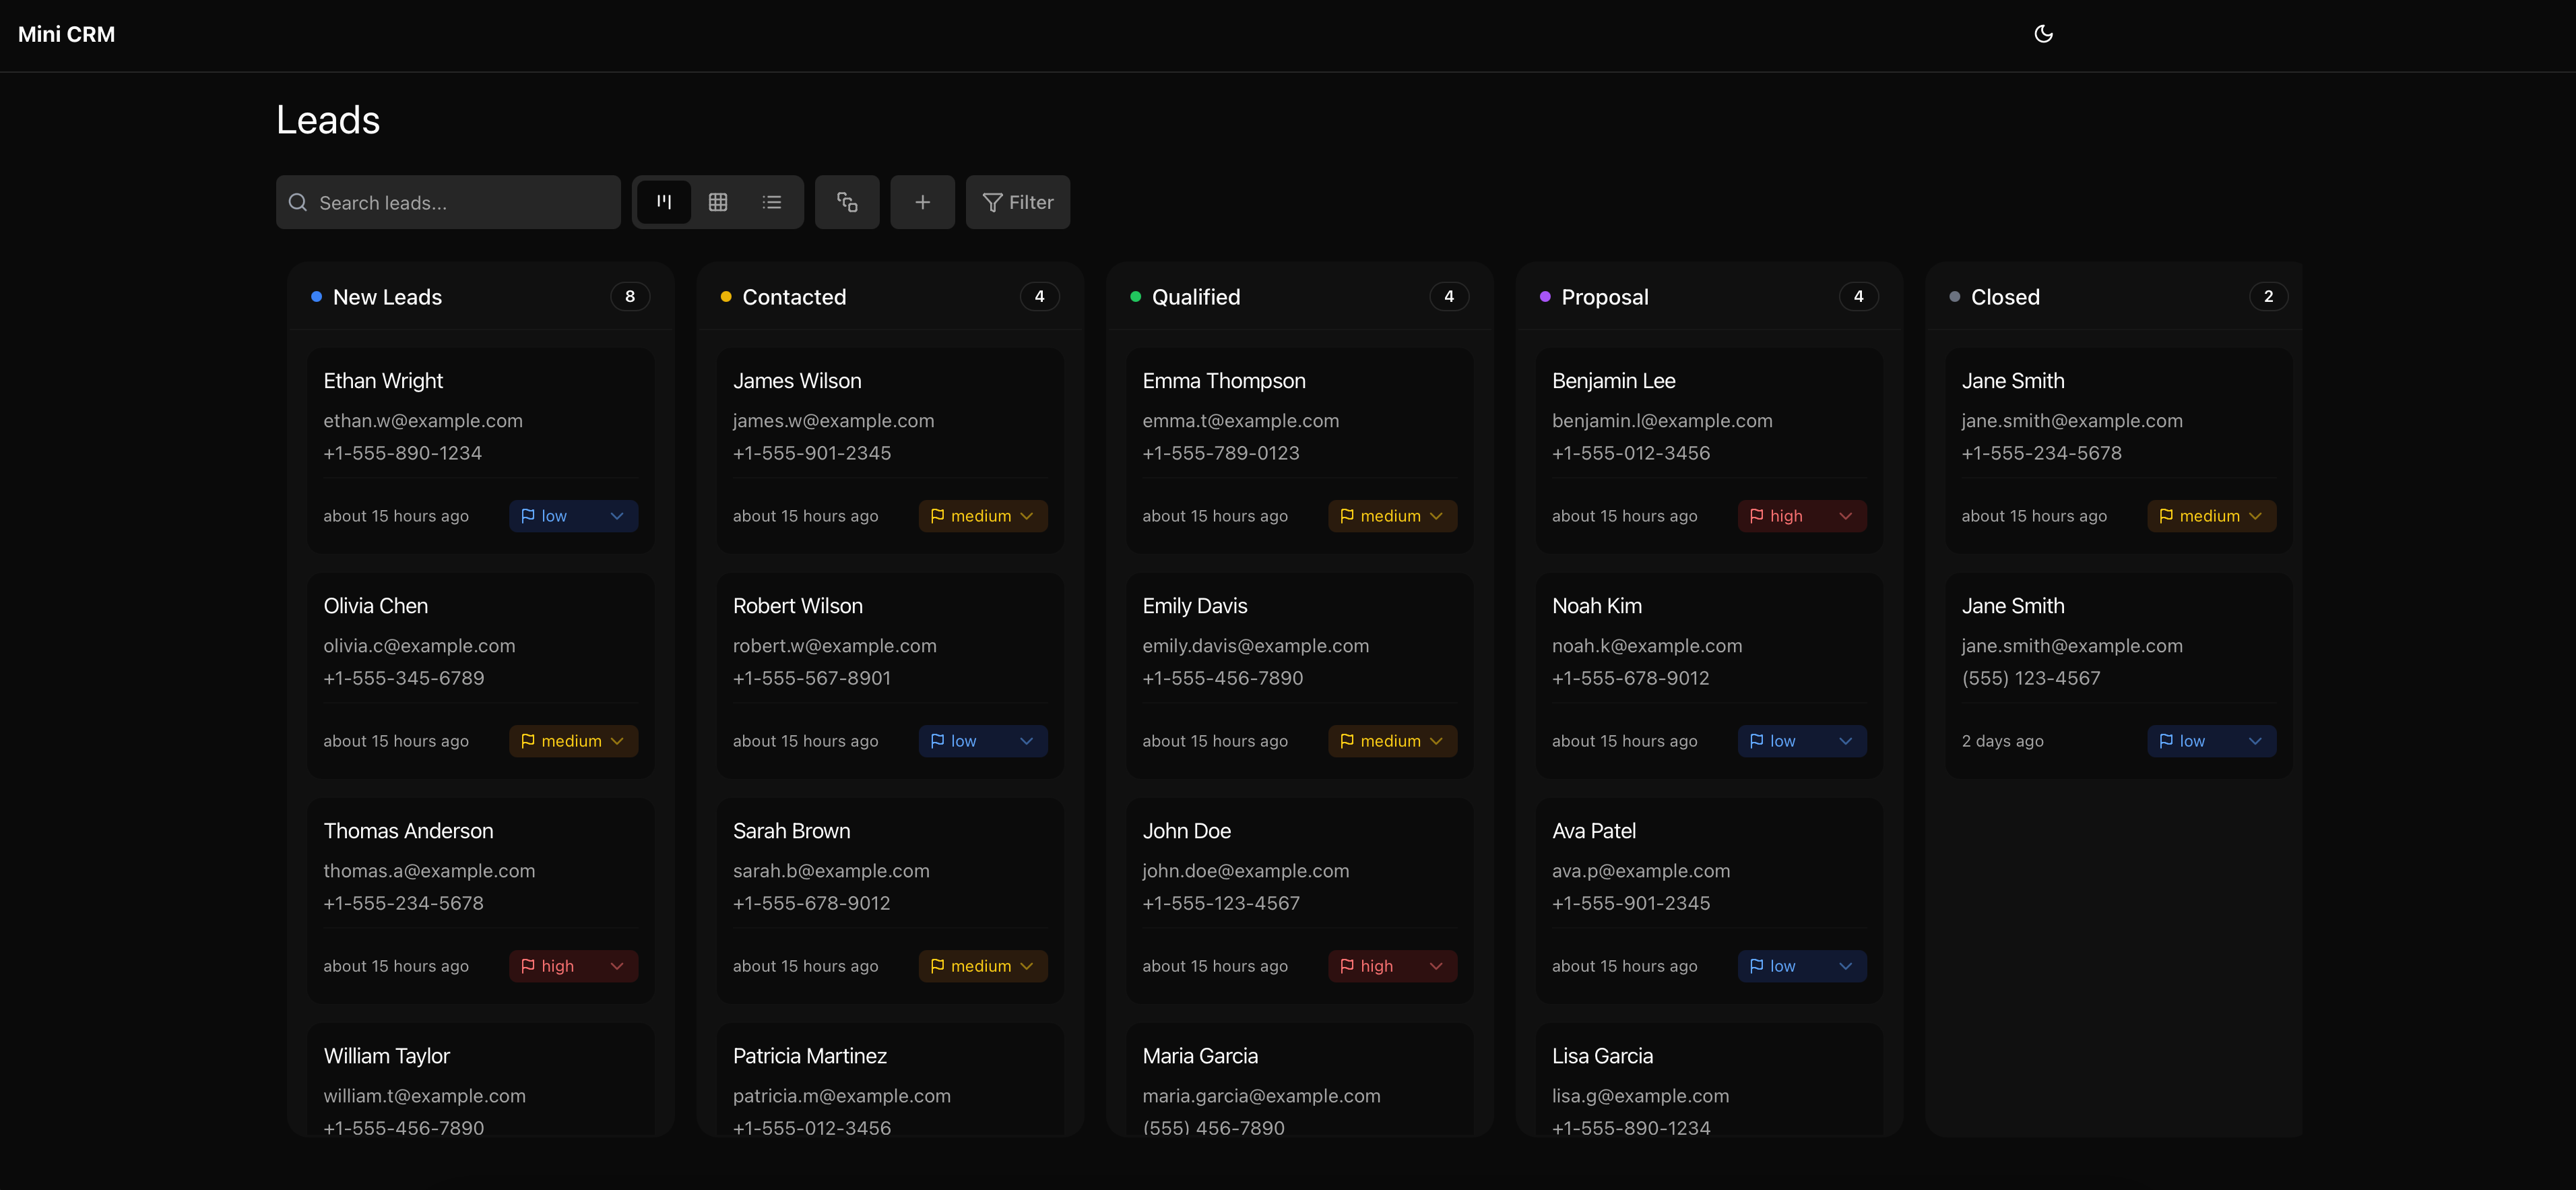 Mini CRM
Leads
Search leads...
Filter
New Leads 8
Ethan Wright
ethan.w@example.com
+1-555-890-1234
about 15 hours ago low
Olivia Chen
olivia.c@example.com
+1-555-345-6789
about 15 hours ago medium
Thomas Anderson
thomas.a@example.com
+1-555-234-5678
about 15 hours ago high
William Taylor
william.t@example.com
+1-555-456-7890
Contacted 4
James Wilson
james.w@example.com
+1-555-901-2345
about 15 hours ago medium
Robert Wilson
robert.w@example.com
+1-555-567-8901
about 15 hours ago low
Sarah Brown
sarah.b@example.com
+1-555-678-9012
about 15 hours ago medium
Patricia Martinez
patricia.m@example.com
+1-555-012-3456
Qualified 4
Emma Thompson
emma.t@example.com
+1-555-789-0123
about 15 hours ago medium
Emily Davis
emily.davis@example.com
+1-555-456-7890
about 15 hours ago medium
John Doe
john.doe@example.com
+1-555-123-4567
about 15 hours ago high
Maria Garcia
maria.garcia@example.com
(555) 456-7890
Proposal 4
Benjamin Lee
benjamin.l@example.com
+1-555-012-3456
about 15 hours ago high
Noah Kim
noah.k@example.com
+1-555-678-9012
about 15 hours ago low
Ava Patel
ava.p@example.com
+1-555-901-2345
about 15 hours ago low
Lisa Garcia
lisa.g@example.com
+1-555-890-1234
Closed 2
Jane Smith
jane.smith@example.com
+1-555-234-5678
about 15 hours ago medium
Jane Smith
jane.smith@example.com
(555) 123-4567
2 days ago low